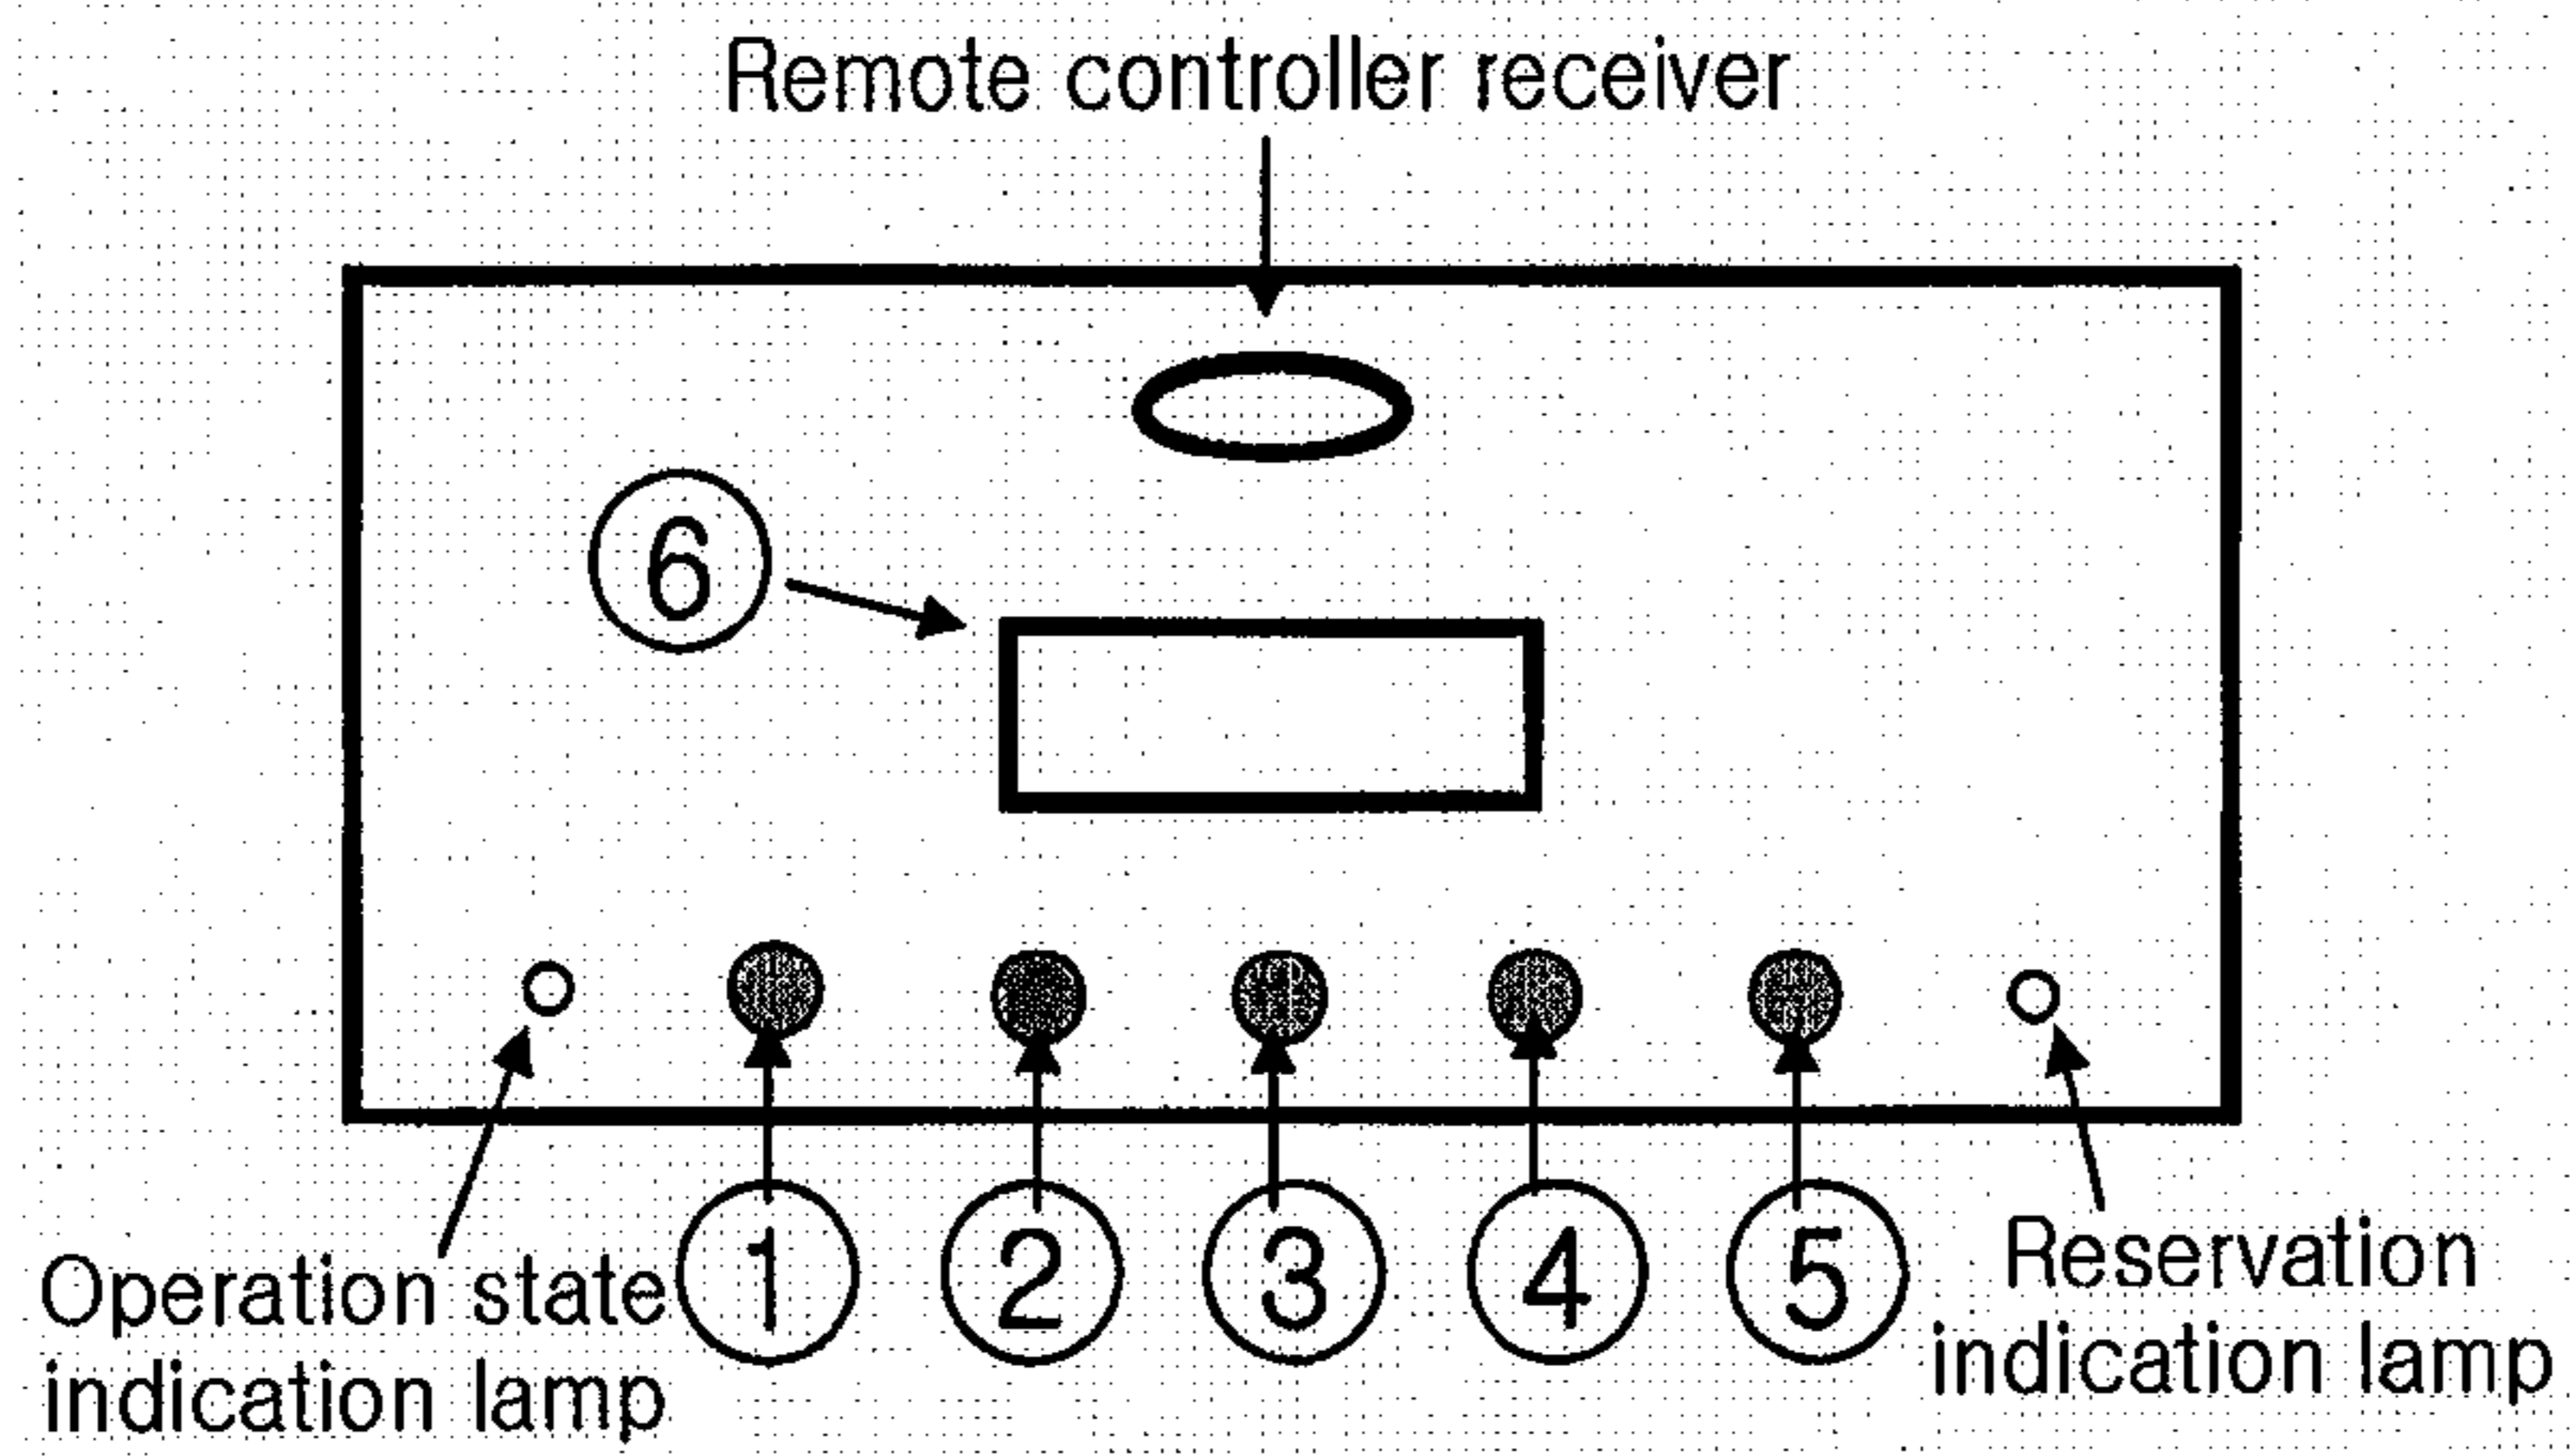 Remote controller receiver
6
1
2
3
4
5
Operation state
indication lamp
Reservation
indication lamp